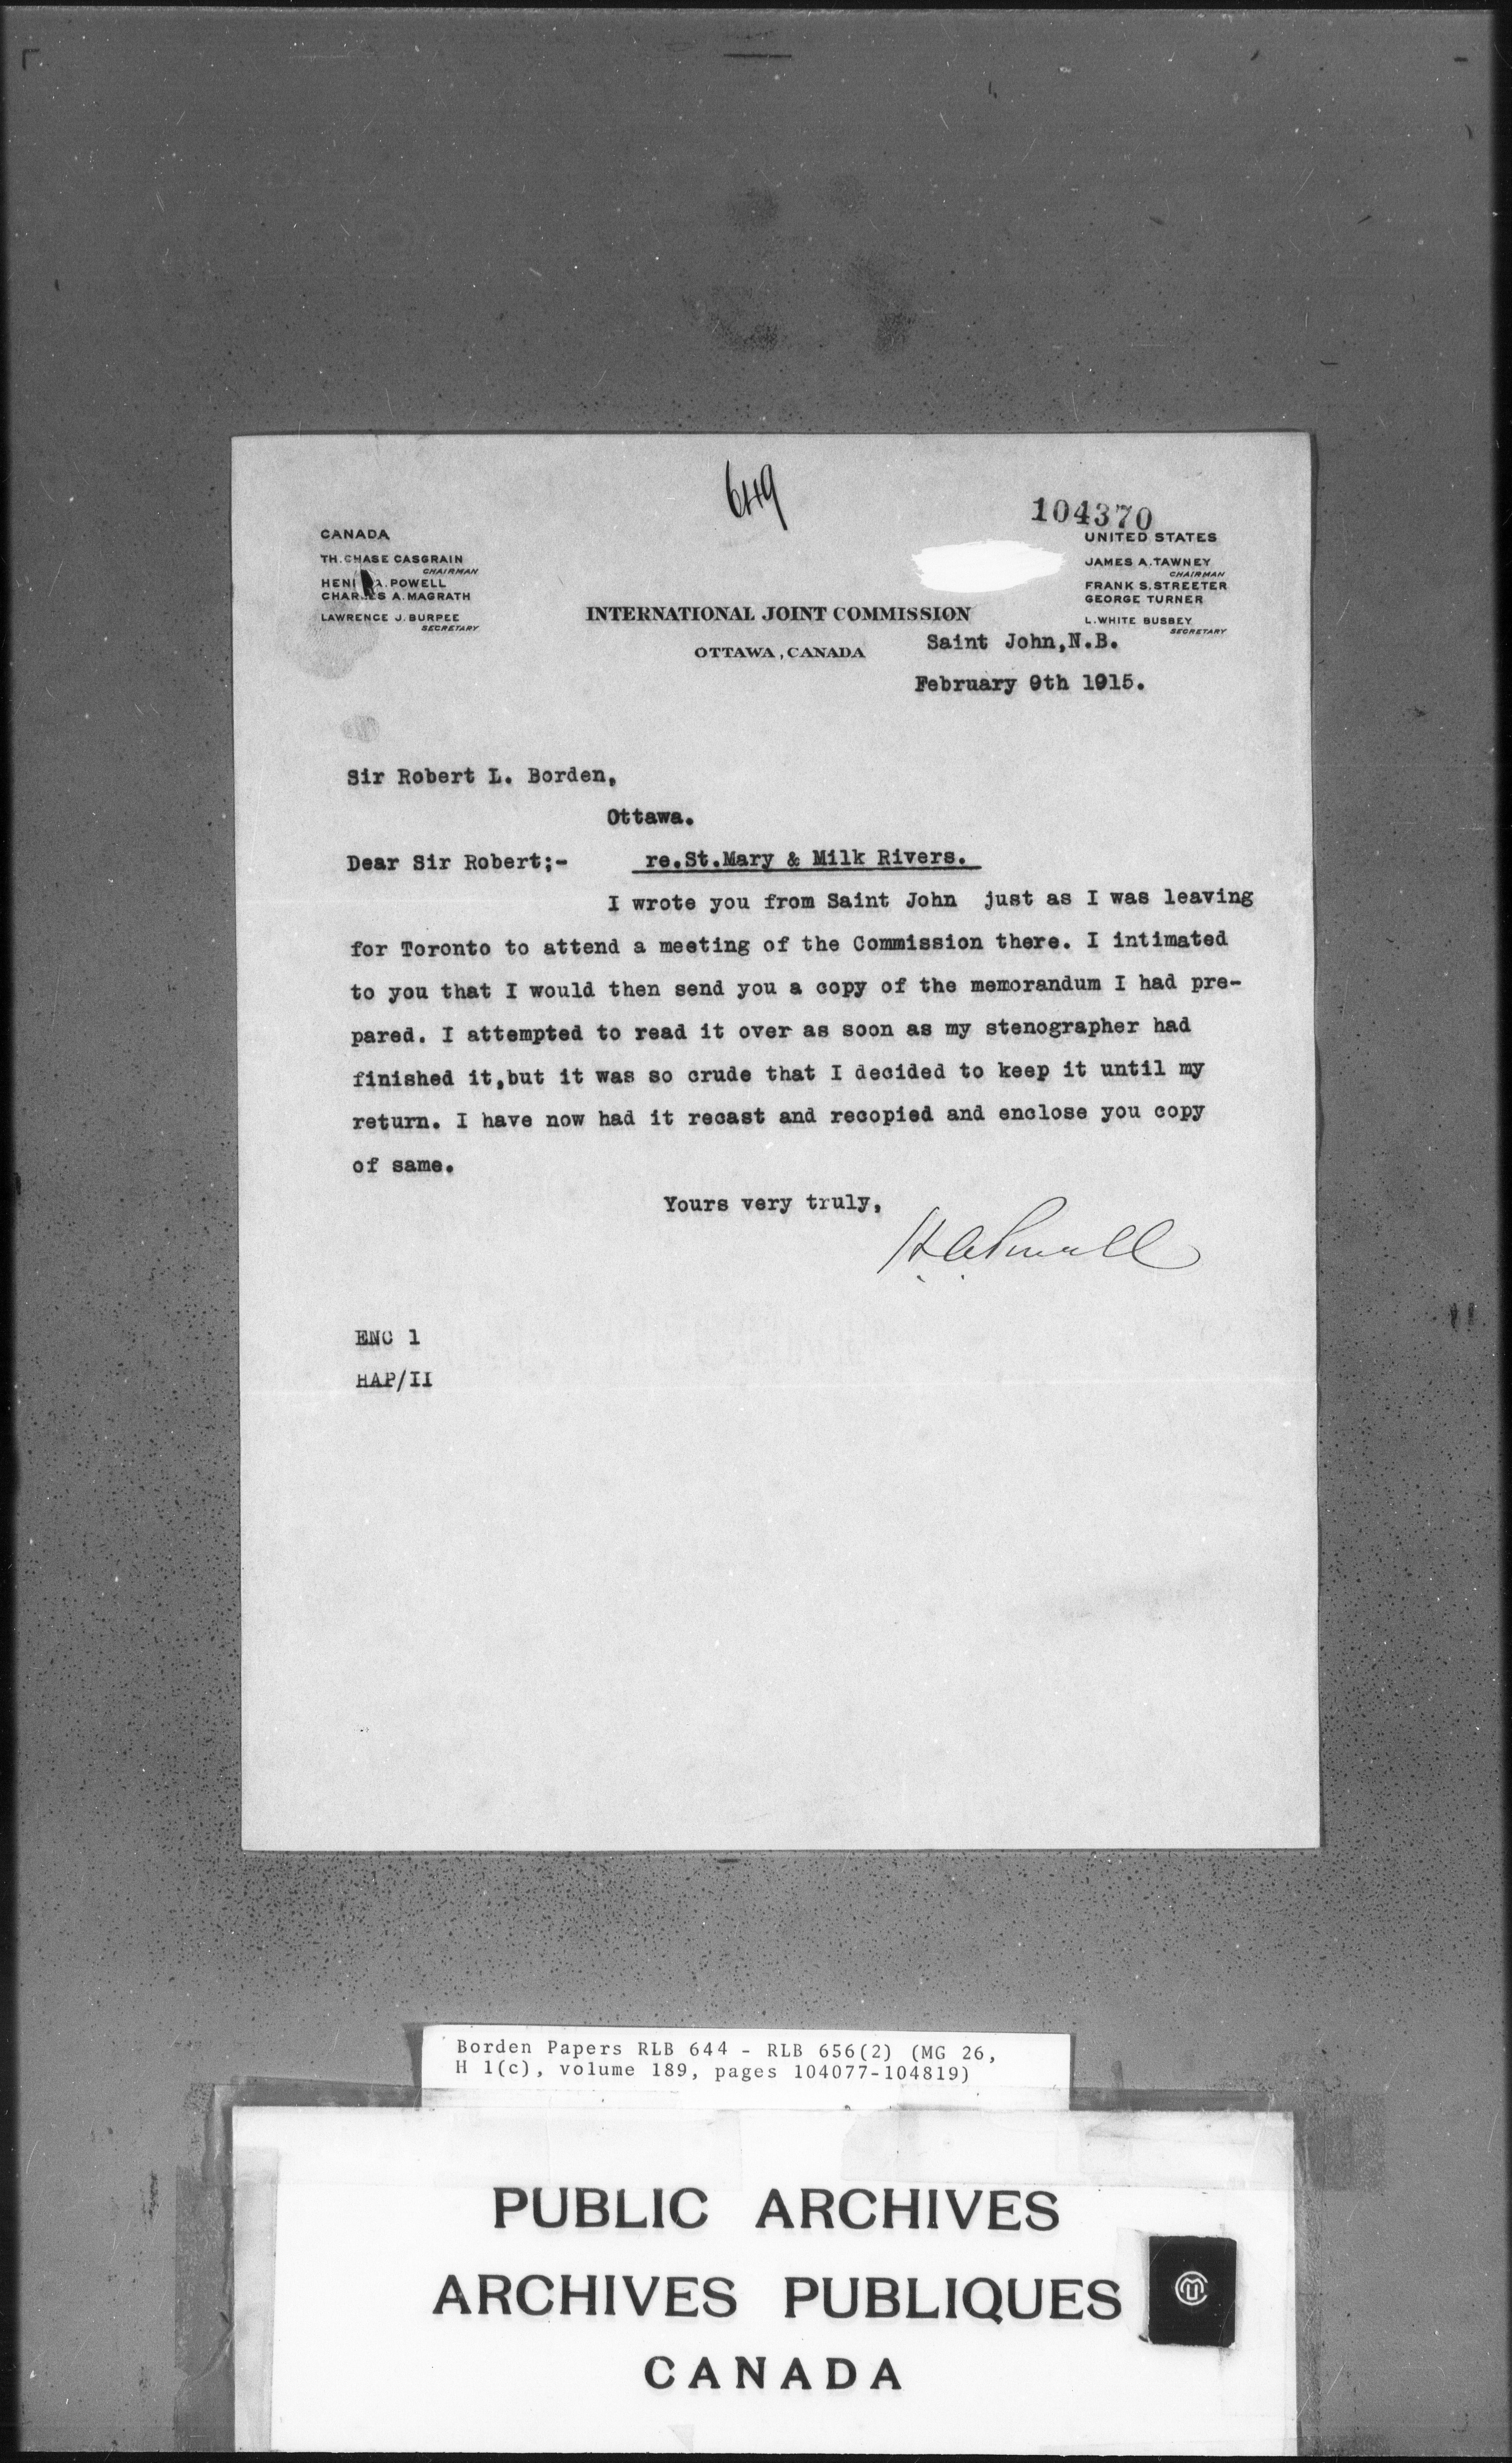 649
104370
CANADA
TH. CHASE CASGRAIN
CHAIRMAN
A. POWELL
CHARLES A. MAGRATH
LAWRENCE J. BURPEE
SECRETARY
UNITED STATES
JAMES A. TAWNEY
CHAIRMAN
FRANK S. STREETER
GEORGE TURNER
L. WHITE BUSBEY
SECRETARY
INTERNATIONAL JOINT COMMISSION
OTTAWA, CANADA
Saint John, N.B.
February 9th 1915.
Sir Robert L. Borden,
Ottawa.
Dear Sir Robert;- re.St.Mary & Milk Rivers.
I wrote you from Saint John just as I was leaving
for Toronto to attend a meeting of the Commission there. I intimated
to you that I would then send you a copy of the memorandum I had pre-
pared. I attempted to read it over as soon as my stenographer had
finished it,but it was so crude that I decided to keep it until my
return. I have now had it recast and recopied and enclose you copy
of same.
Yours very truly,
H. A. Powell
ENC 1
HAP/II
Borden Papers RLB 644 - RLB 656(2) (MG 26,
H 1(c), volume 189, pages 104077-104819)
PUBLIC ARCHIVES
ARCHIVES PUBLIQUES
CANADA